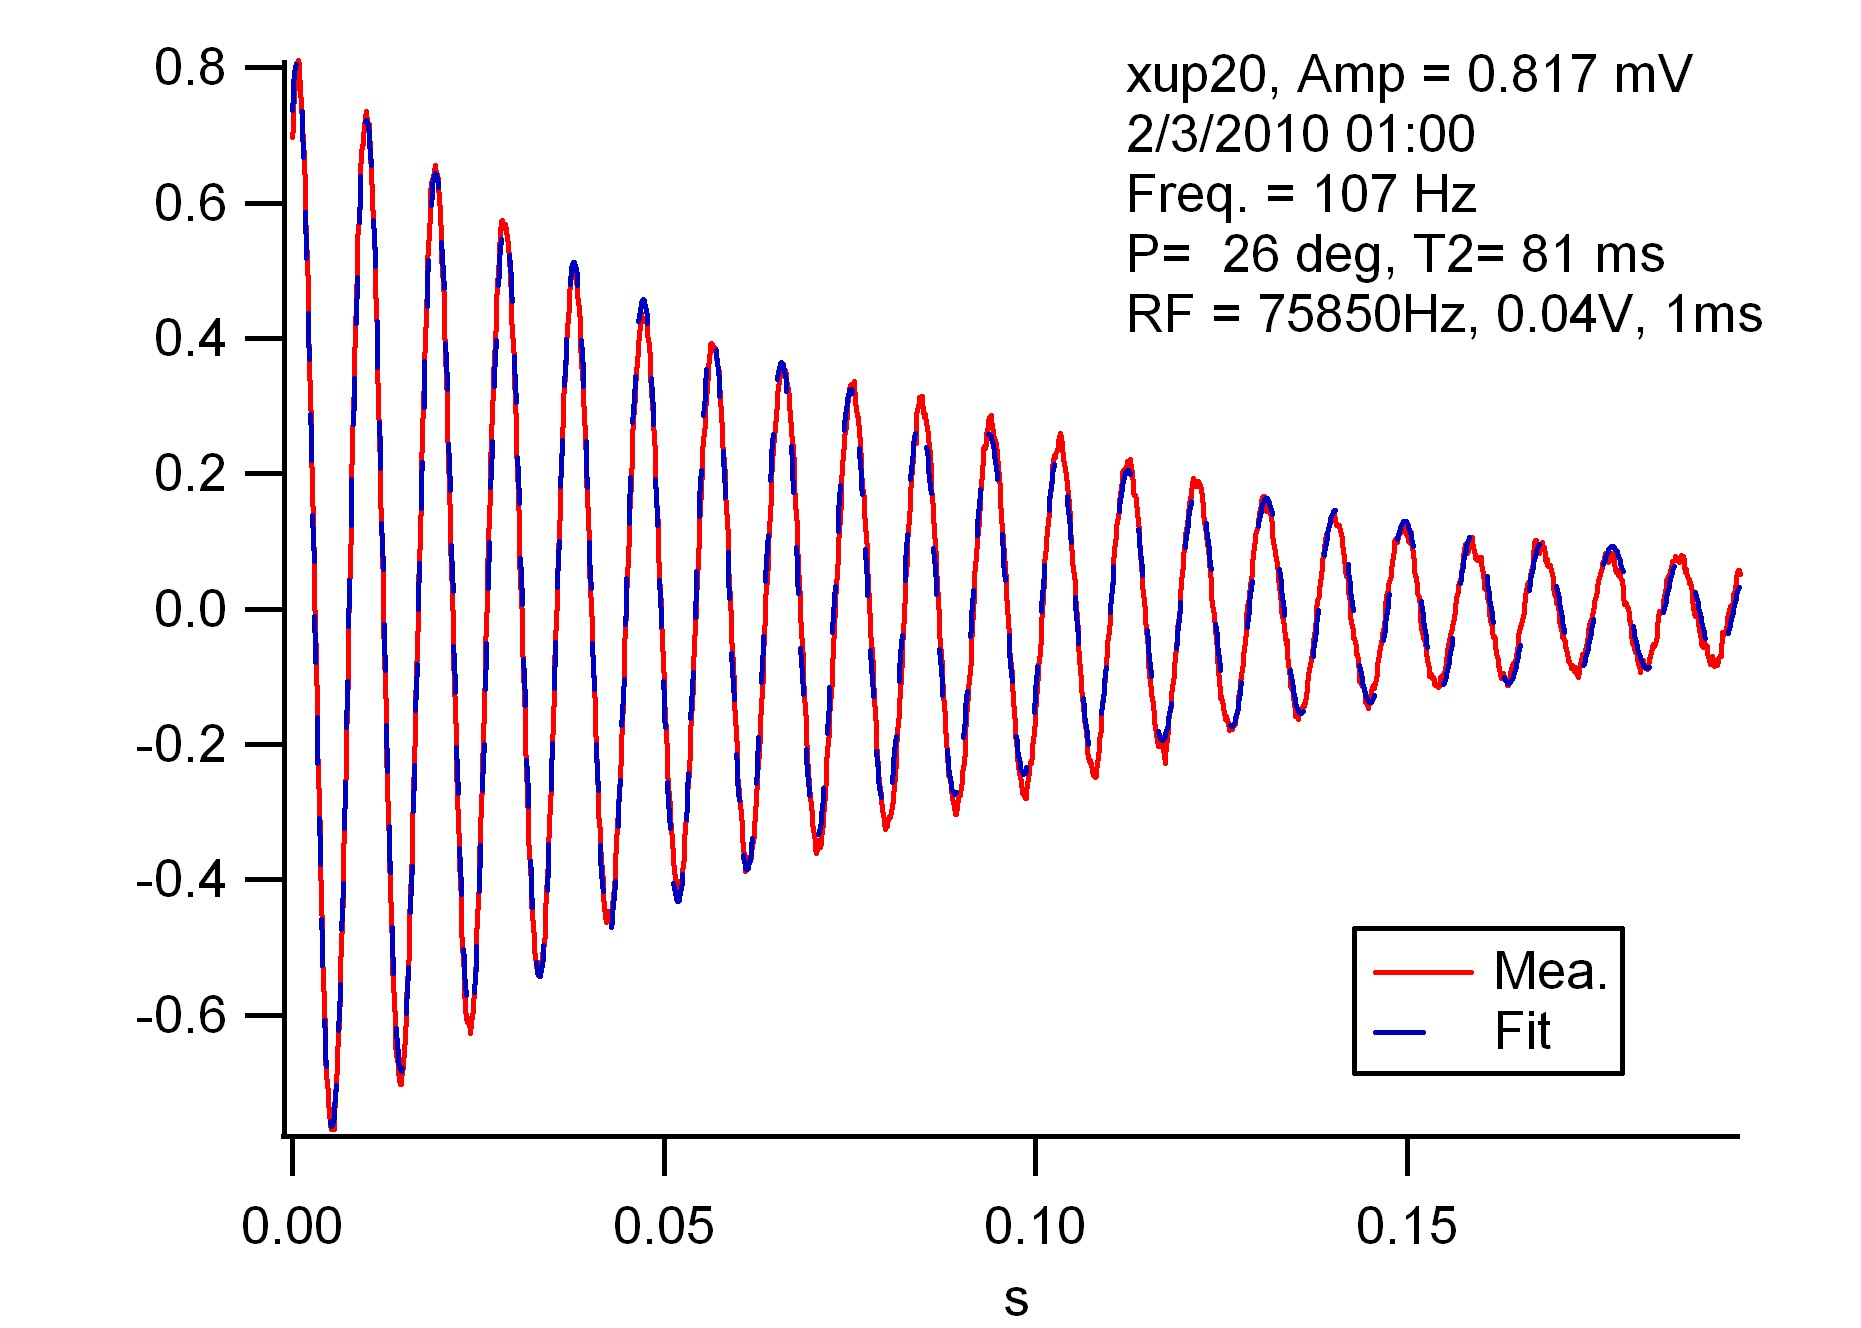 0.8
0.6
0.4
0.2
0.0
-0.2
-0.4
-0.6
xup20, Amp = 0.817 mV
2/3/2010 01:00
Freq. = 107 Hz
P=  26 deg, T2= 81 ms
RF = 75850Hz, 0.04V, 1ms
Mea.
Fit
0.00 0.05 0.10 0.15
s